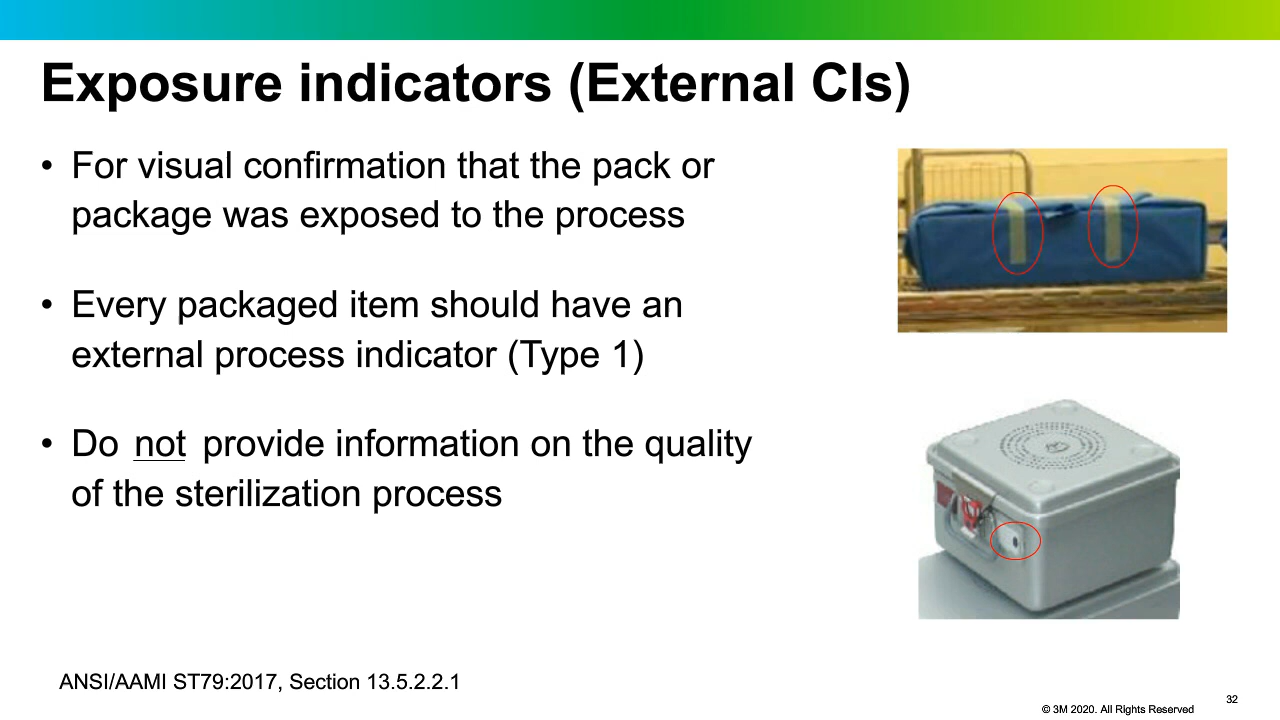 Exposure indicators (External CIs)
• For visual confirmation that the pack or
package was exposed to the process
• Every packaged item should have an
external process indicator (Type 1)
• Do not provide information on the quality
of the sterilization process
ANSI/AAMI ST79:2017, Section 13.5.2.2.1
32
© 3M 2020. All Rights Reserved